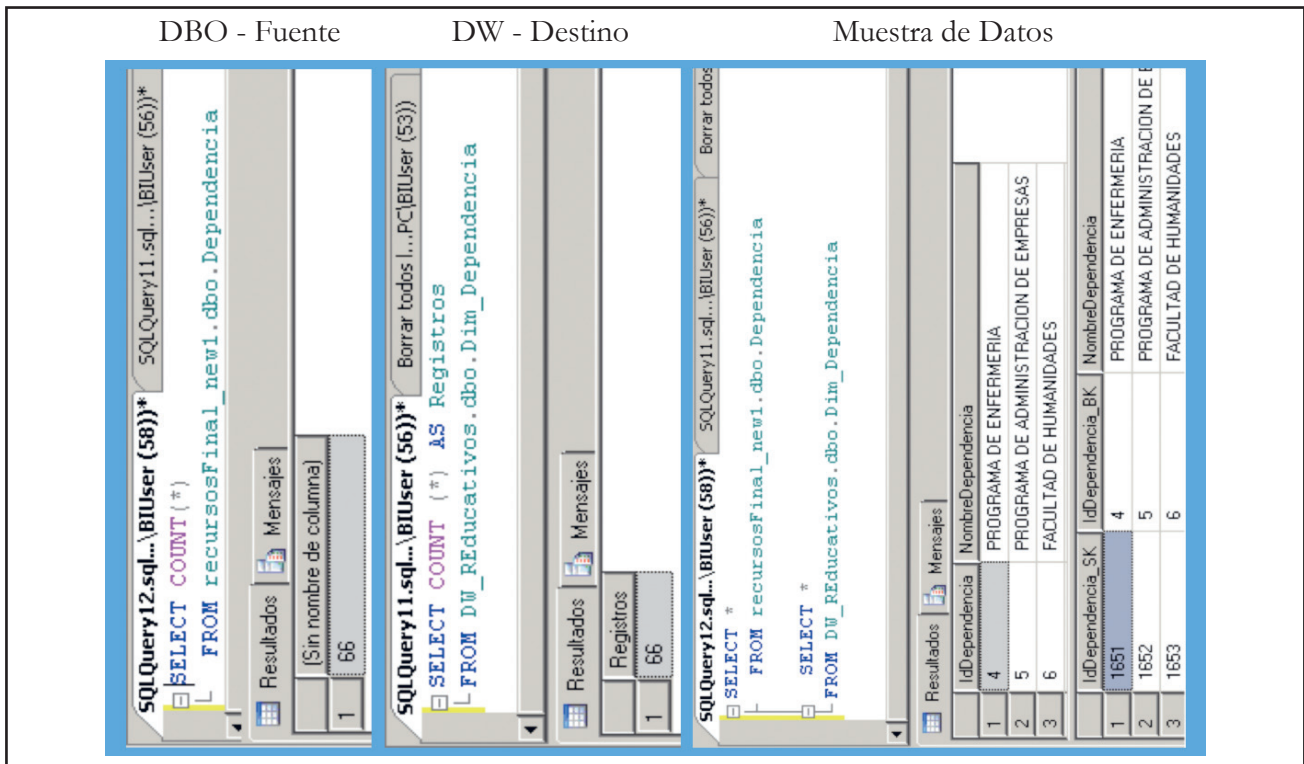 DBO - Fuente
DW - Destino
Muestra de Datos
SQLQuery12.sql...\BIUser (58))* SQLQuery11.sql...\BIUser (56))*
SELECT COUNT(*)
FROM recursosFinal_new1.dbo.Dependencia
Resultados Mensajes
(Sin nombre de columna)
1 66
SQLQuery11.sql...\BIUser (56))* Borrar todos l...PC\BIUser (53))
SELECT COUNT (*) AS Registros
FROM DW_REducativos.dbo.Dim_Dependencia
Resultados Mensajes
Registros
1 66
SQLQuery12.sql...\BIUser (58))* SQLQuery11.sql...\BIUser (56))* Borrar todos
SELECT *
FROM recursosFinal_new1.dbo.Dependencia
SELECT *
FROM DW_REducativos.dbo.Dim_Dependencia
Resultados Mensajes
IdDependencia NombreDependencia
1 4 PROGRAMA DE ENFERMERIA
2 5 PROGRAMA DE ADMINISTRACION DE EMPRESAS
3 6 FACULTAD DE HUMANIDADES
IdDependencia_SK IdDependencia_BK NombreDependencia
1 1651 4 PROGRAMA DE ENFERMERIA
2 1652 5 PROGRAMA DE ADMINISTRACION DE E
3 1653 6 FACULTAD DE HUMANIDADES